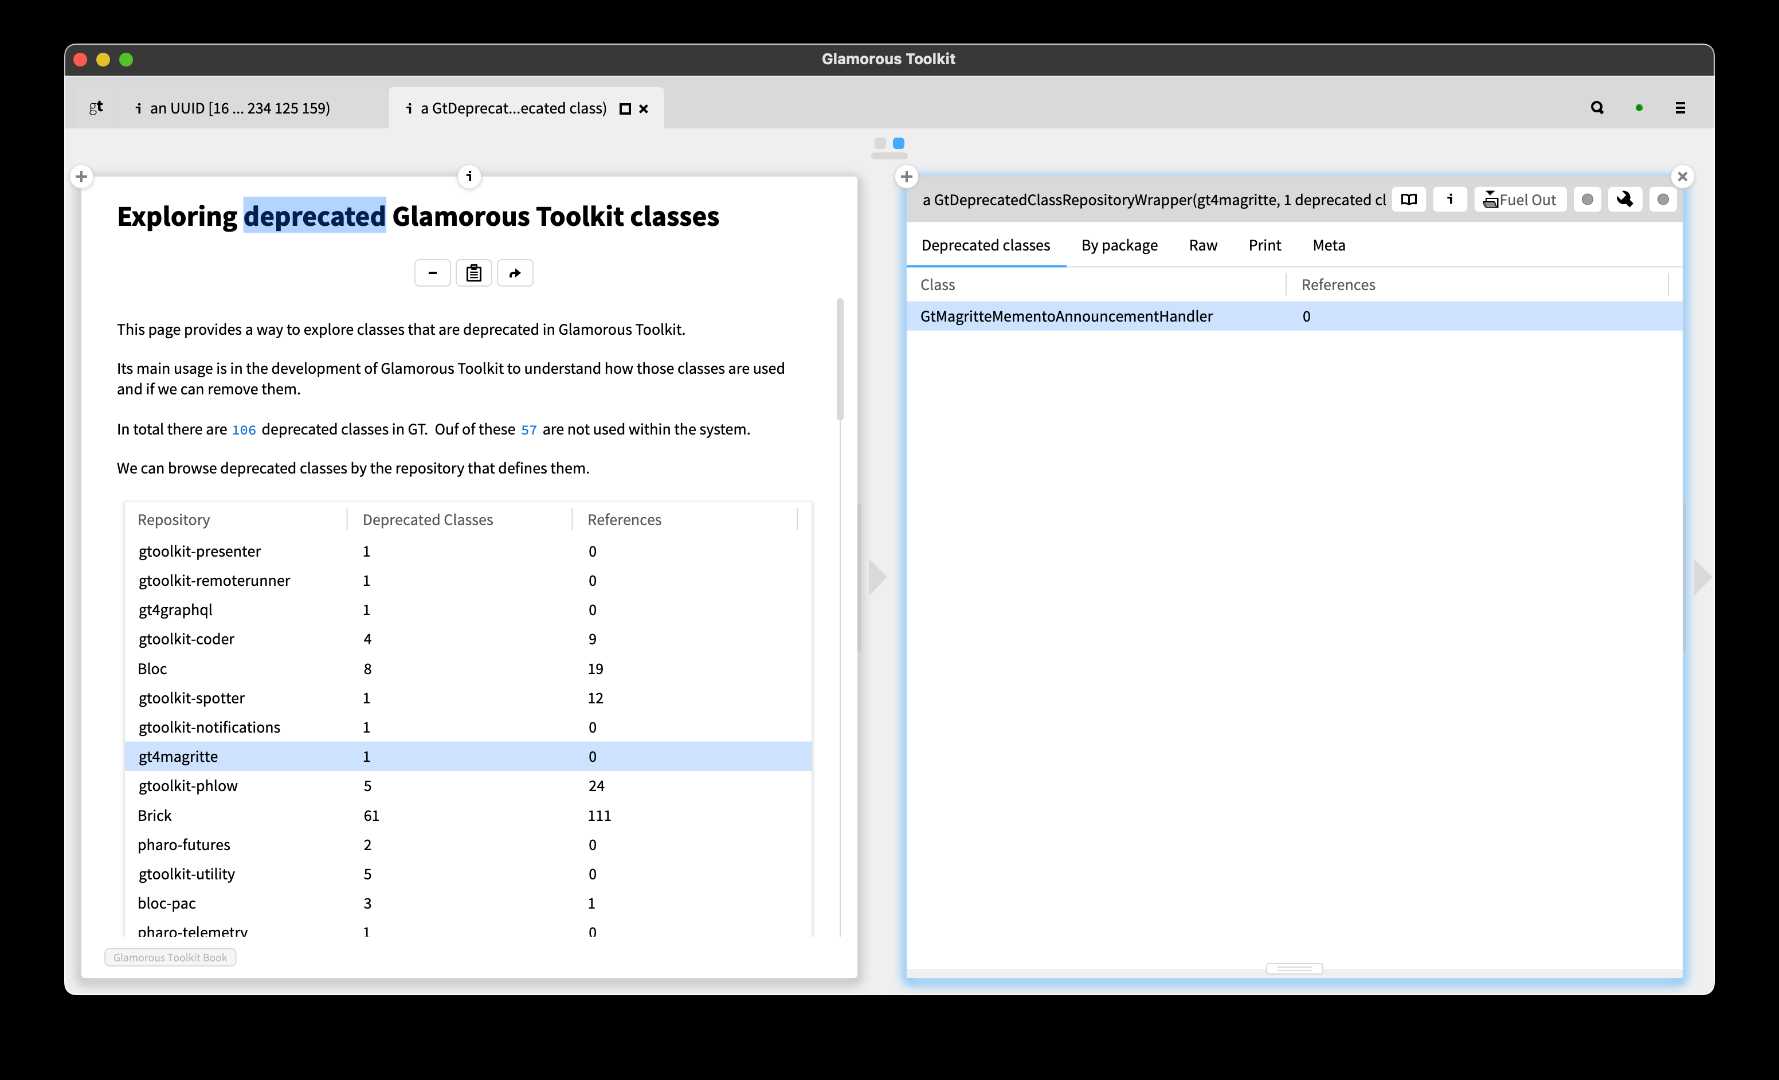 Glamorous Toolkit
gt
i an UUID [16 ... 234 125 159)
i a GtDeprecat...ecated class)
i
Exploring deprecated Glamorous Toolkit classes
This page provides a way to explore classes that are deprecated in Glamorous Toolkit.
Its main usage is in the development of Glamorous Toolkit to understand how those classes are used
and if we can remove them.
In total there are 106 deprecated classes in GT. Ouf of these 57 are not used within the system.
We can browse deprecated classes by the repository that defines them.
Repository Deprecated Classes References
gtoolkit-presenter 1 0
gtoolkit-remoterunner 1 0
gt4graphql 1 0
gtoolkit-coder 4 9
Bloc 8 19
gtoolkit-spotter 1 12
gtoolkit-notifications 1 0
gt4magritte 1 0
gtoolkit-phlow 5 24
Brick 61 111
pharo-futures 2 0
gtoolkit-utility 5 0
bloc-pac 3 1
pharo-telemetry 1 0
Glamorous Toolkit Book
a GtDeprecatedClassRepositoryWrapper(gt4magritte, 1 deprecated cl
i
Fuel Out
Deprecated classes By package Raw Print Meta
Class References
GtMagritteMementoAnnouncementHandler 0